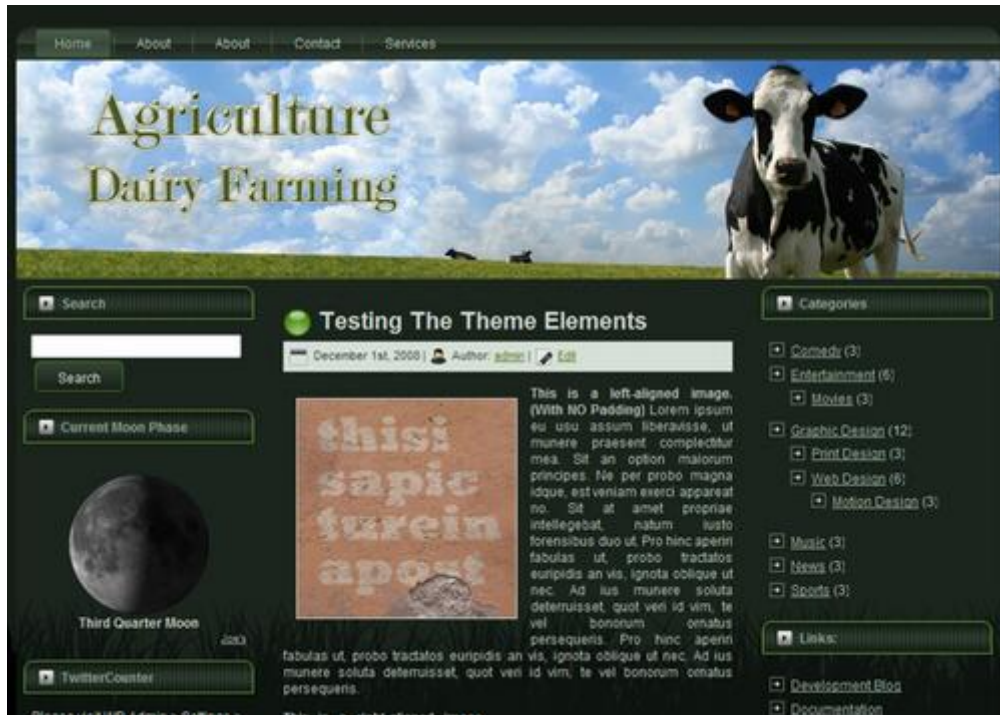 Home About About Contact Services
Agriculture
Dairy Farming
Search
Search
Current Moon Phase
Third Quarter Moon
TwitterCounter
Testing The Theme Elements
December 1st, 2008 | Author: admin | Edit
thisi
sapic
turein
apost
This is a left-aligned image.
(With NO Padding) Lorem ipsum
eu usu assum liberavisse, ut
munere praesent complectitur
mea. Sit an option maiorum
principes. Ne per probo magna
idque, est veniam exerci appareat
no. Sit at amet propriae
intellegebat, natum iusto
forensibus duo ut. Pro hinc aperiri
fabulas ut, probo tractatos
euripidis an vis, ignota oblique ut
nec. Ad ius munere soluta
deterruisset, quot veri id vim, te
vel bonorum ornatus
persequeris. Pro hinc aperiri
fabulas ut, probo tractatos euripidis an vis, ignota oblique ut nec. Ad ius
munere soluta deterruisset, quot veri id vim, te vel bonorum ornatus
persequeris.
Categories
Comedy (3)
Entertainment (6)
Movies (3)
Graphic Design (12)
Print Design (3)
Web Design (6)
Motion Design (3)
Music (3)
News (3)
Sports (3)
Links:
Development Blog
Documentation